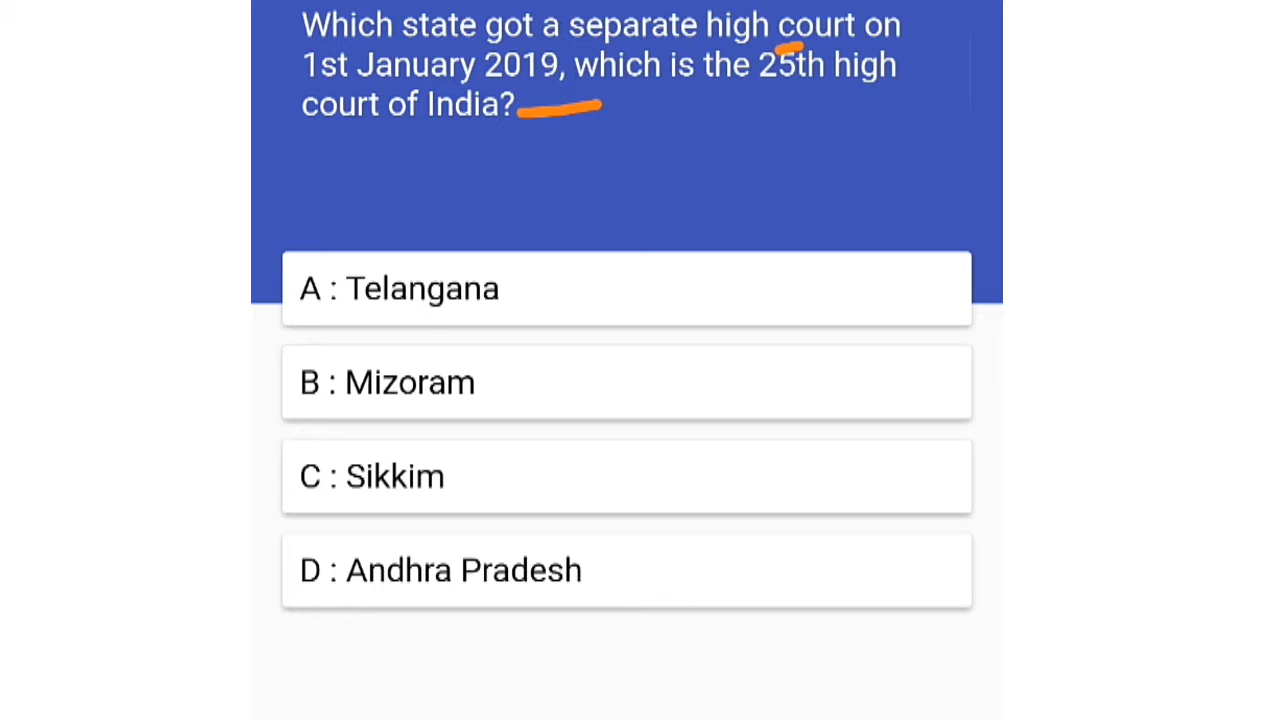 Which state got a separate high court on
1st January 2019, which is the 25th high
court of India?
A : Telangana
B : Mizoram
C : Sikkim
D : Andhra Pradesh